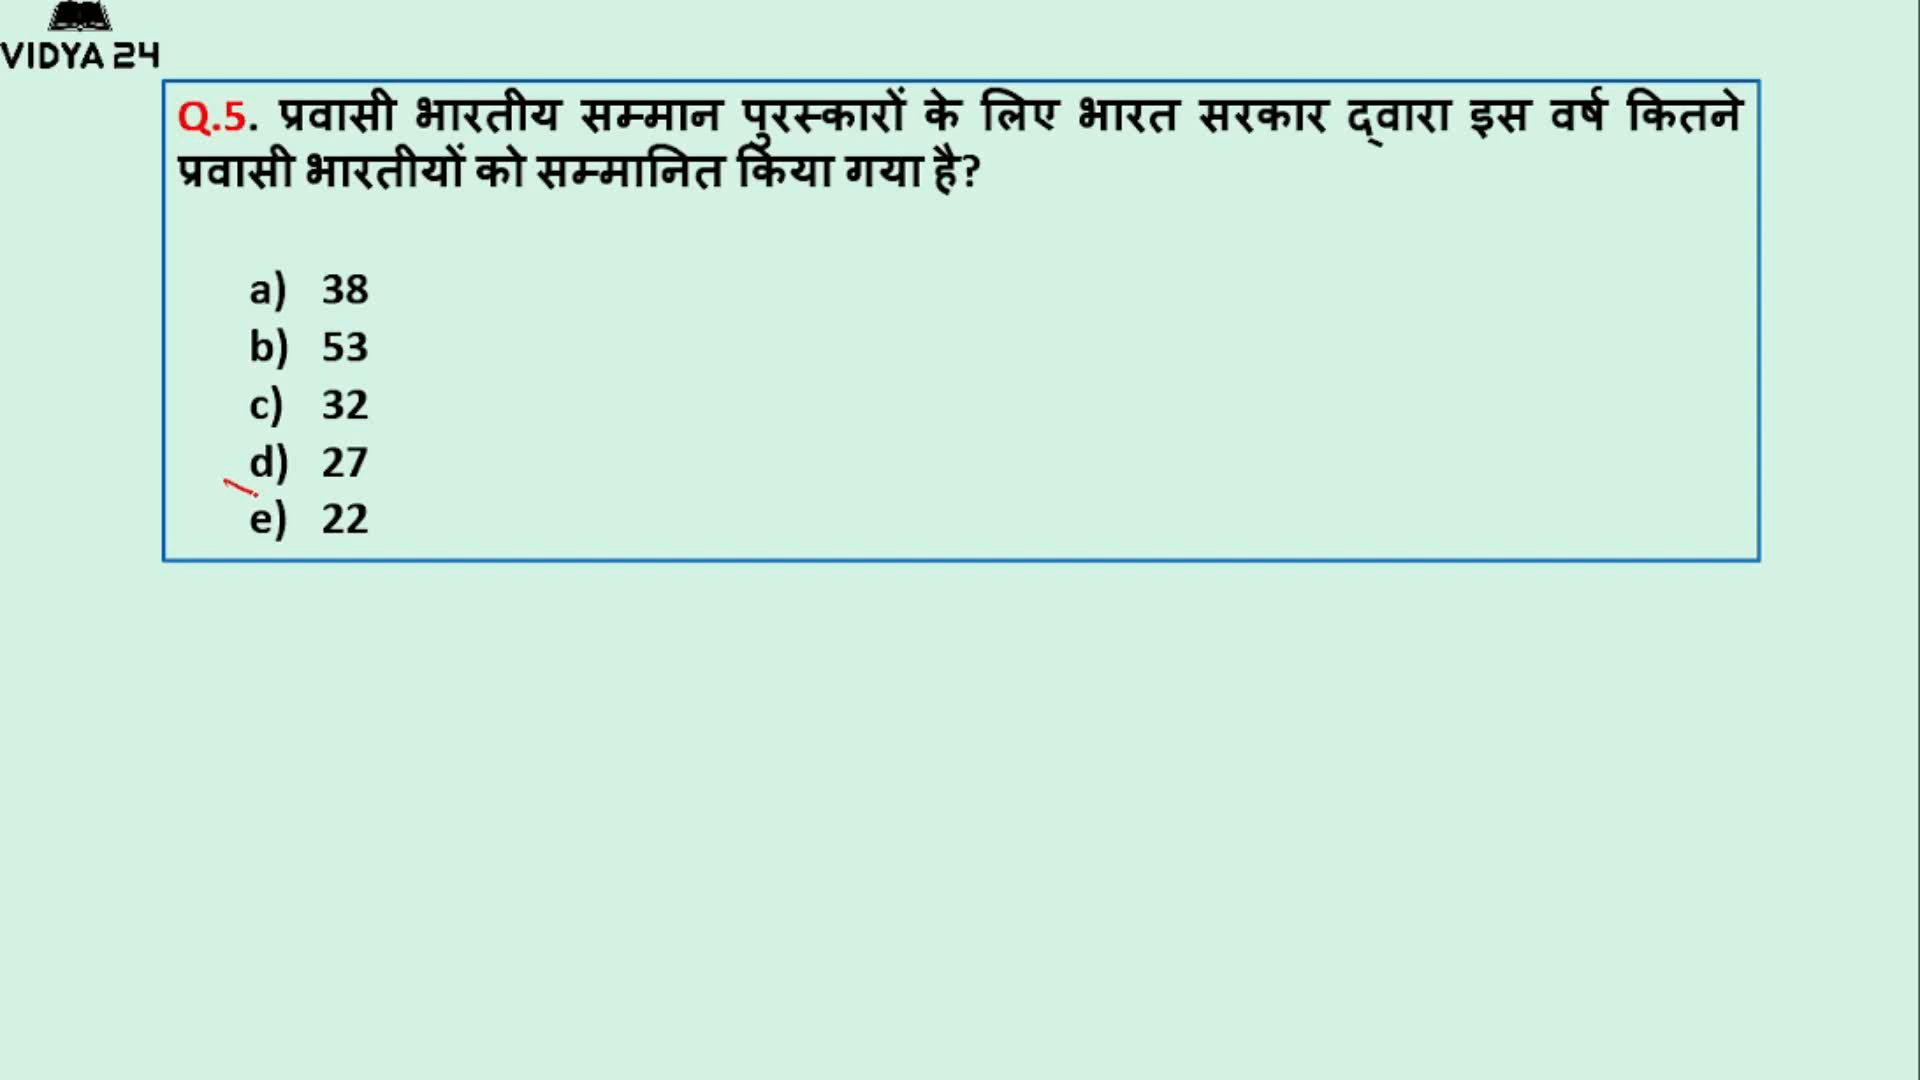 VIDYA 24
Q.5. प्रवासी भारतीय सम्मान पुरस्कारों के लिए भारत सरकार द्वारा इस वर्ष कितने
प्रवासी भारतीयों को सम्मानित किया गया है?
a) 38
b) 53
c) 32
d) 27
e) 22